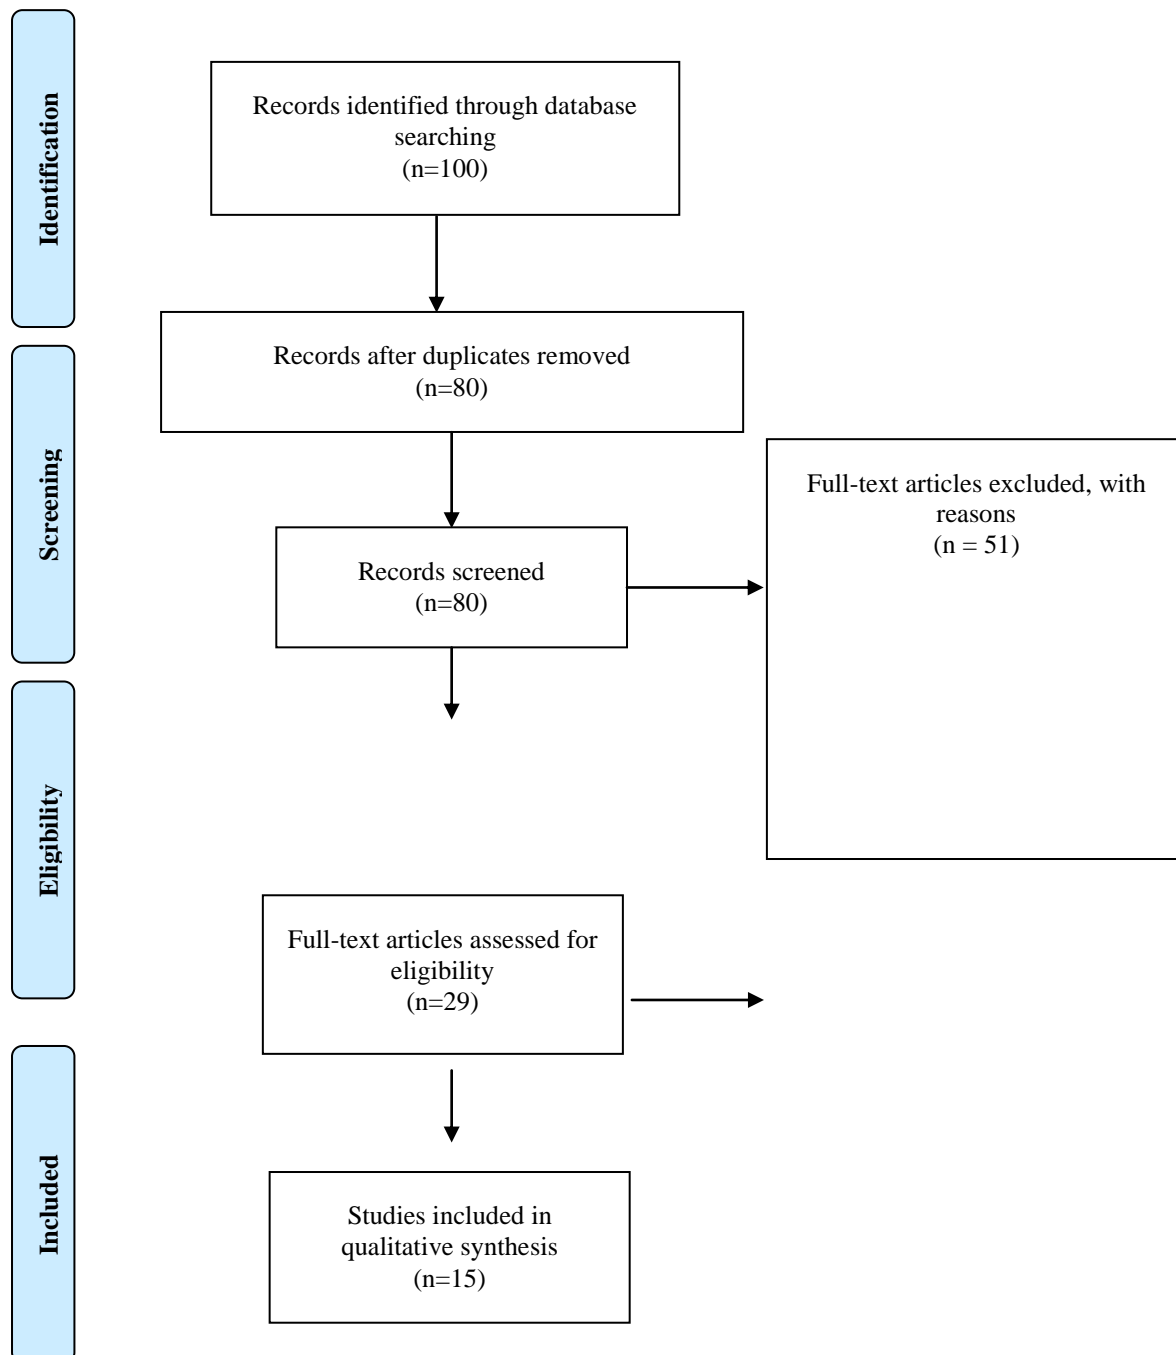 Identification
Records identified through database
searching
(n=100)
Records after duplicates removed
(n=80)
Screening
Full-text articles excluded, with
reasons
(n = 51)
Records screened
(n=80)
Eligibility
Full-text articles assessed for
eligibility
(n=29)
Included
Studies included in
qualitative synthesis
(n=15)